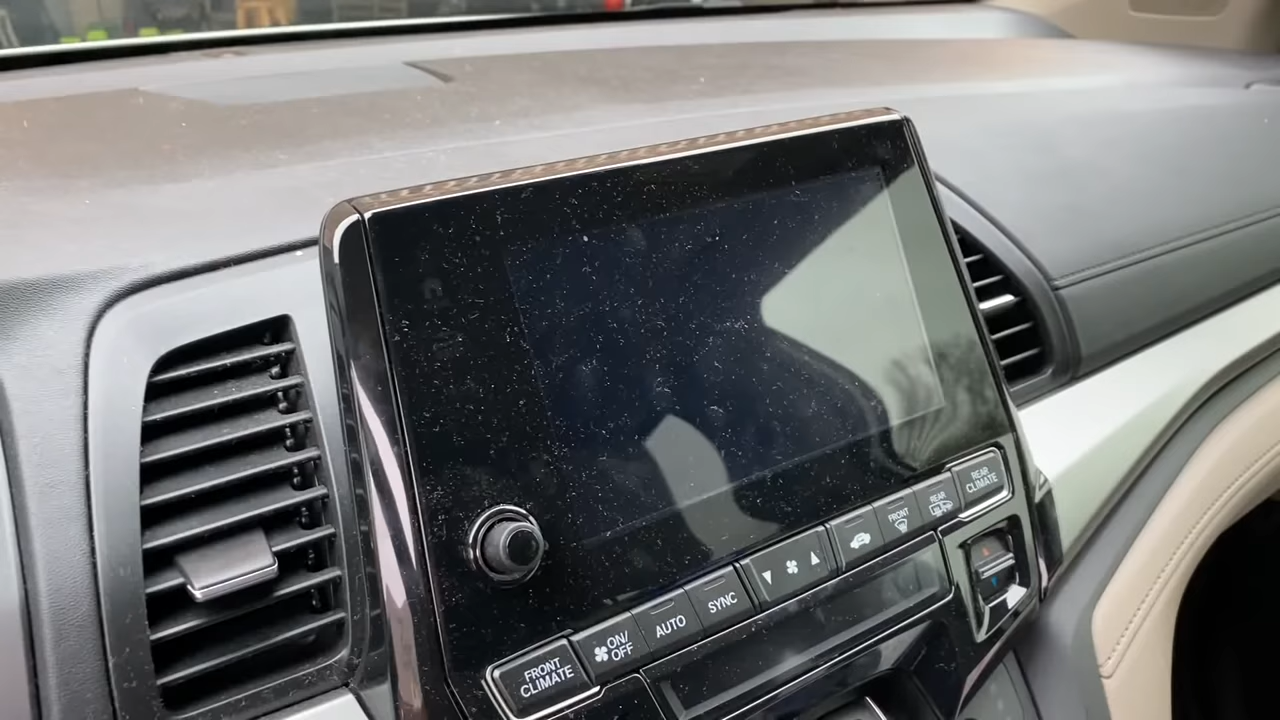 FRONT
CLIMATE
ON/
OFF
AUTO
SYNC
FRONT
REAR
REAR
CLIMATE